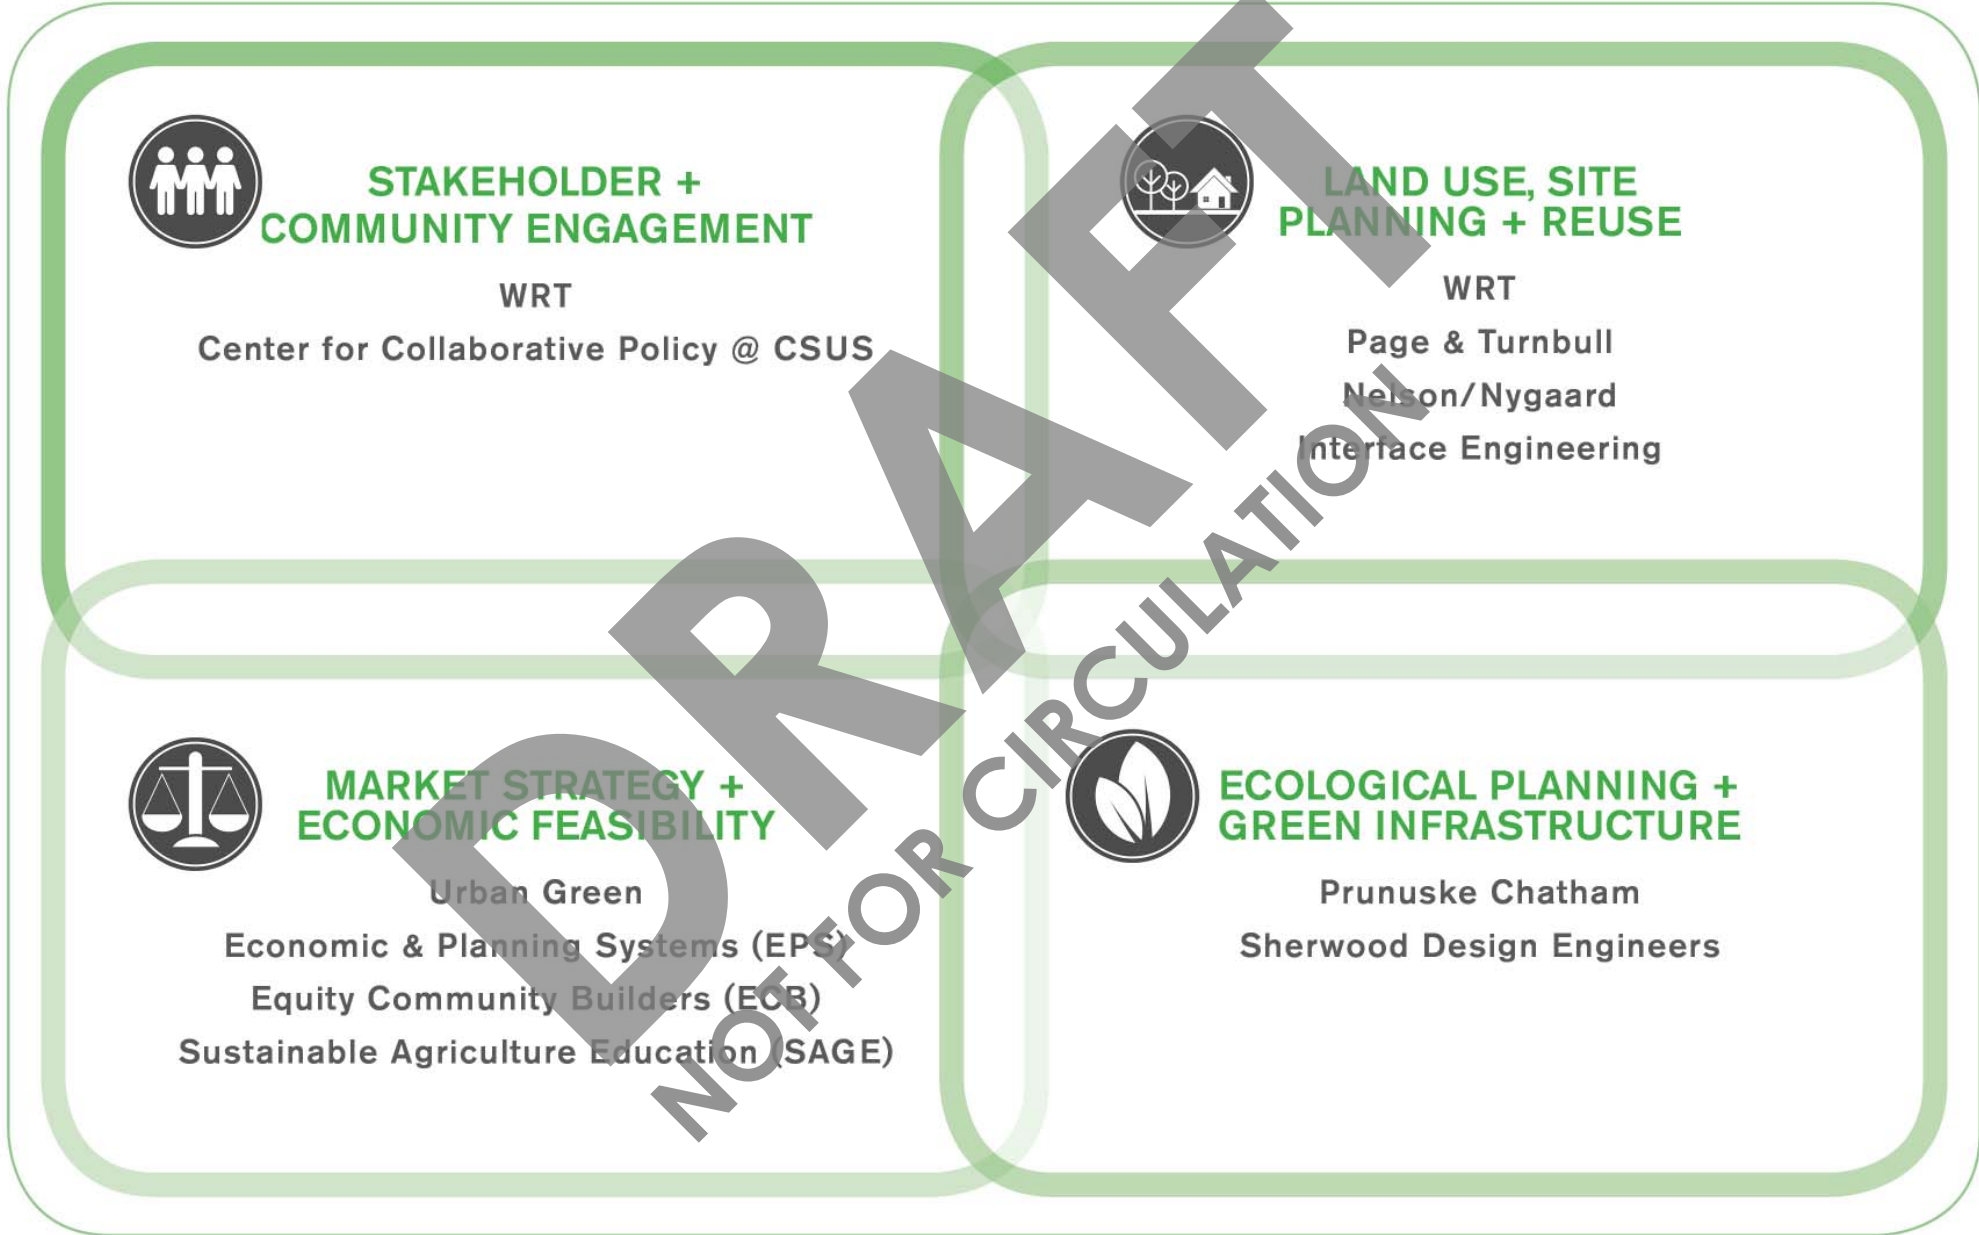 STAKEHOLDER +
COMMUNITY ENGAGEMENT
WRT
Center for Collaborative Policy @ CSUS
LAND USE, SITE
PLANNING + REUSE
WRT
Page & Turnbull
Nelson/Nygaard
Interface Engineering
MARKET STRATEGY +
ECONOMIC FEASIBILITY
Urban Green
Economic & Planning Systems (EPS)
Equity Community Builders (ECB)
Sustainable Agriculture Education (SAGE)
ECOLOGICAL PLANNING +
GREEN INFRASTRUCTURE
Prunuske Chatham
Sherwood Design Engineers
DRAFT
NOT FOR CIRCULATION